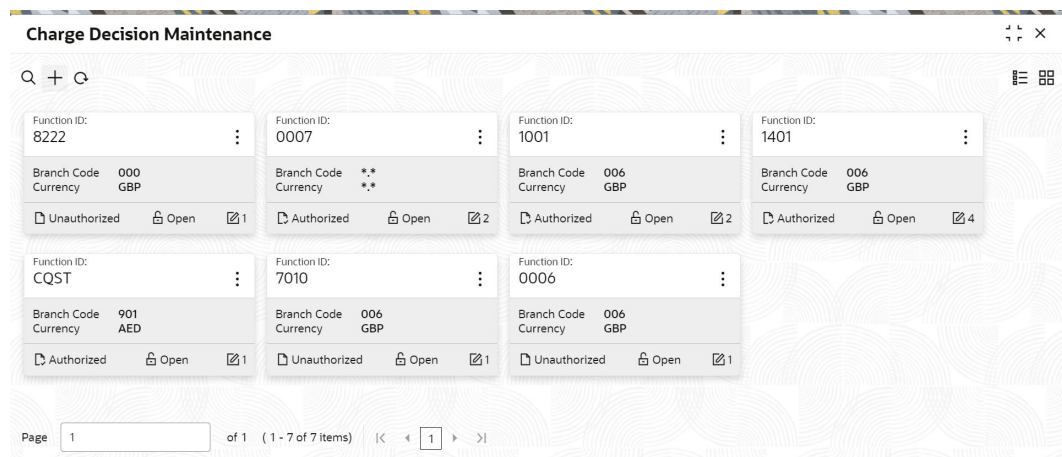 Charge Decision Maintenance
Function ID:
8222
Branch Code 000
Currency GBP
Unauthorized Open 1
Function ID:
0007
Branch Code *.*
Currency *.*
Authorized Open 2
Function ID:
1001
Branch Code 006
Currency GBP
Authorized Open 2
Function ID:
1401
Branch Code 006
Currency GBP
Authorized Open 4
Function ID:
CQST
Branch Code 901
Currency AED
Authorized Open 1
Function ID:
7010
Branch Code 006
Currency GBP
Unauthorized Open 1
Function ID:
0006
Branch Code 006
Currency GBP
Unauthorized Open 1
Page 1 of 1 ( 1 - 7 of 7 items) 1